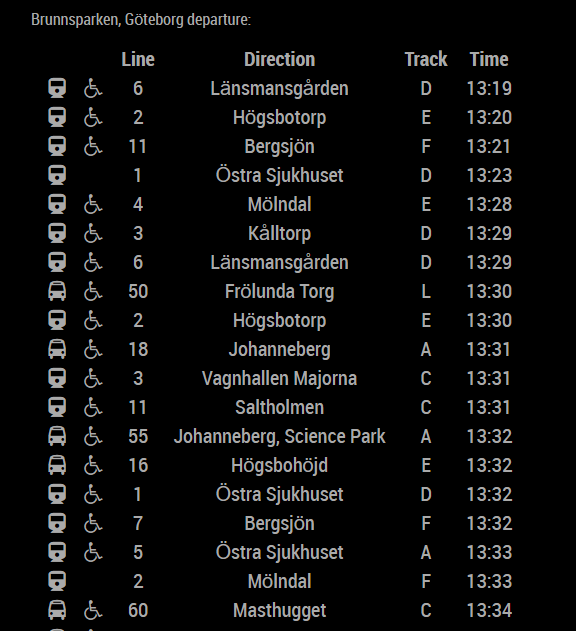 Brunnsparken, Göteborg departure:
Line Direction Track Time
6 Länsmansgården D 13:19
2 Högsbotorp E 13:20
11 Bergsjön F 13:21
1 Östra Sjukhuset D 13:23
4 Mölndal E 13:28
3 Kålltorp D 13:29
6 Länsmansgården D 13:29
50 Frölunda Torg L 13:30
2 Högsbotorp E 13:30
18 Johanneberg A 13:31
3 Vagnhallen Majorna C 13:31
11 Saltholmen C 13:31
55 Johanneberg, Science Park A 13:32
16 Högsbohöjd E 13:32
1 Östra Sjukhuset D 13:32
7 Bergsjön F 13:32
5 Östra Sjukhuset A 13:33
2 Mölndal F 13:33
60 Masthugget C 13:34